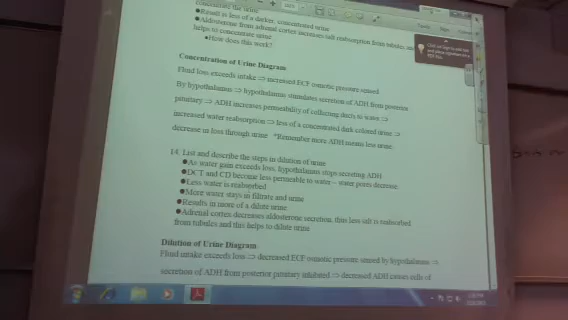 concentrate the urine
●Result is less of a darker, concentrated urine
●Aldosterone from adrenal cortex increases salt reabsorption from tubules and
helps to concentrate urine
●How does this work?
Concentration of Urine Diagram
Fluid loss exceeds intake ⇒ increased ECF osmotic pressure sensed
By hypothalamus ⇒ hypothalamus stimulates secretion of ADH from posterior
pituitary ⇒ ADH increases permeability of collecting ducts to water ⇒
increased water reabsorption ⇒ less of a concentrated dark colored urine ⇒
decrease in loss through urine *Remember more ADH means less urine
14. List and describe the steps in dilution of urine
●As water gain exceeds loss, hypothalamus stops secreting ADH
●DCT and CD become less permeable to water – water pores decrease
●Less water is reabsorbed
●More water stays in filtrate and urine
●Results in more of a dilute urine
●Adrenal cortex decreases aldosterone secretion, thus less salt is reabsorbed
from tubules and this helps to dilute urine
Dilution of Urine Diagram
Fluid intake exceeds loss ⇒ decreased ECF osmotic pressure sensed by hypothalamus ⇒
secretion of ADH from posterior pituitary inhibited ⇒ decreased ADH causes cells of